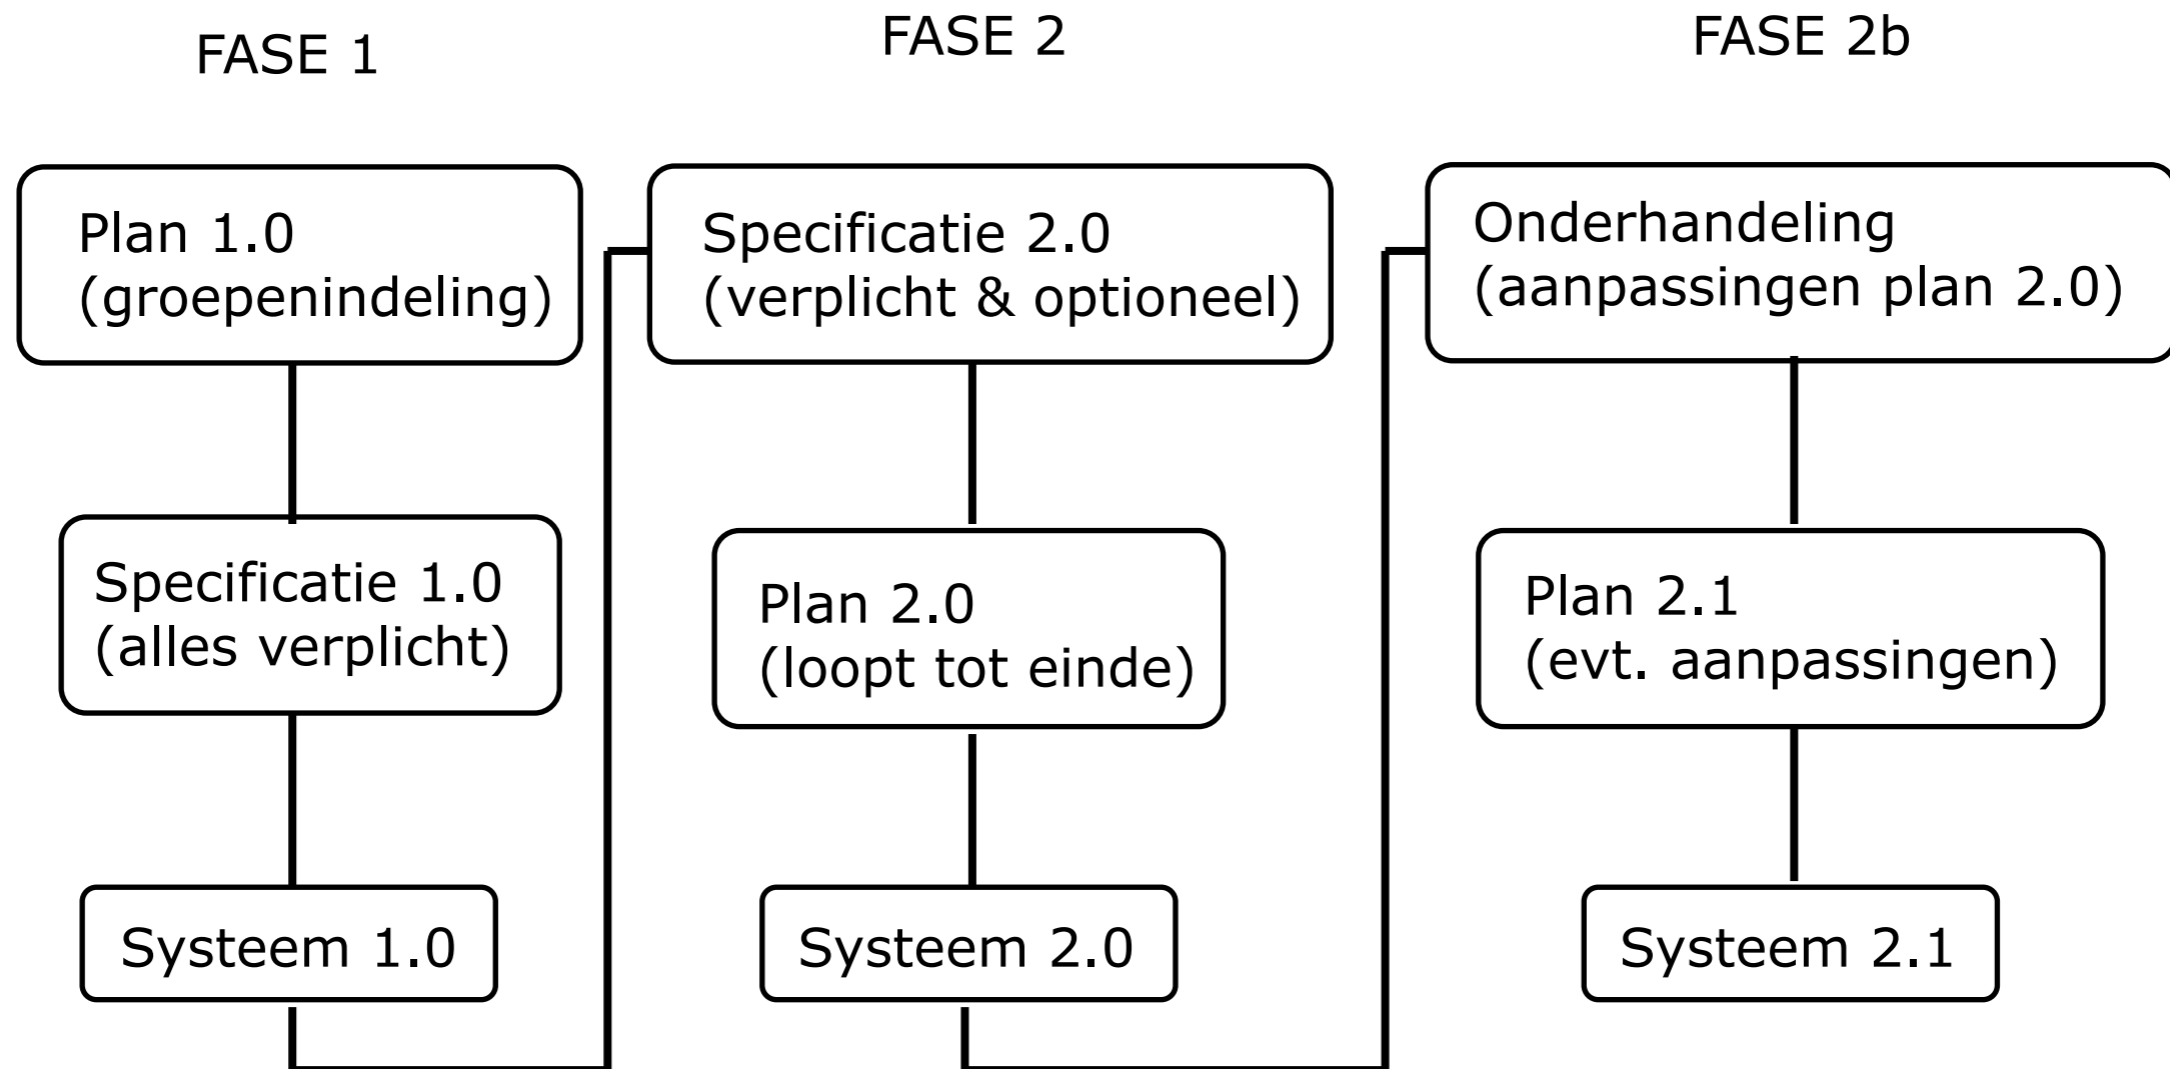 FASE 1
Plan 1.0
(groepenindeling)
Specificatie 1.0
(alles verplicht)
Systeem 1.0
FASE 2
Specificatie 2.0
(verplicht & optioneel)
Plan 2.0
(loopt tot einde)
Systeem 2.0
FASE 2b
Onderhandeling
(aanpassingen plan 2.0)
Plan 2.1
(evt. aanpassingen)
Systeem 2.1